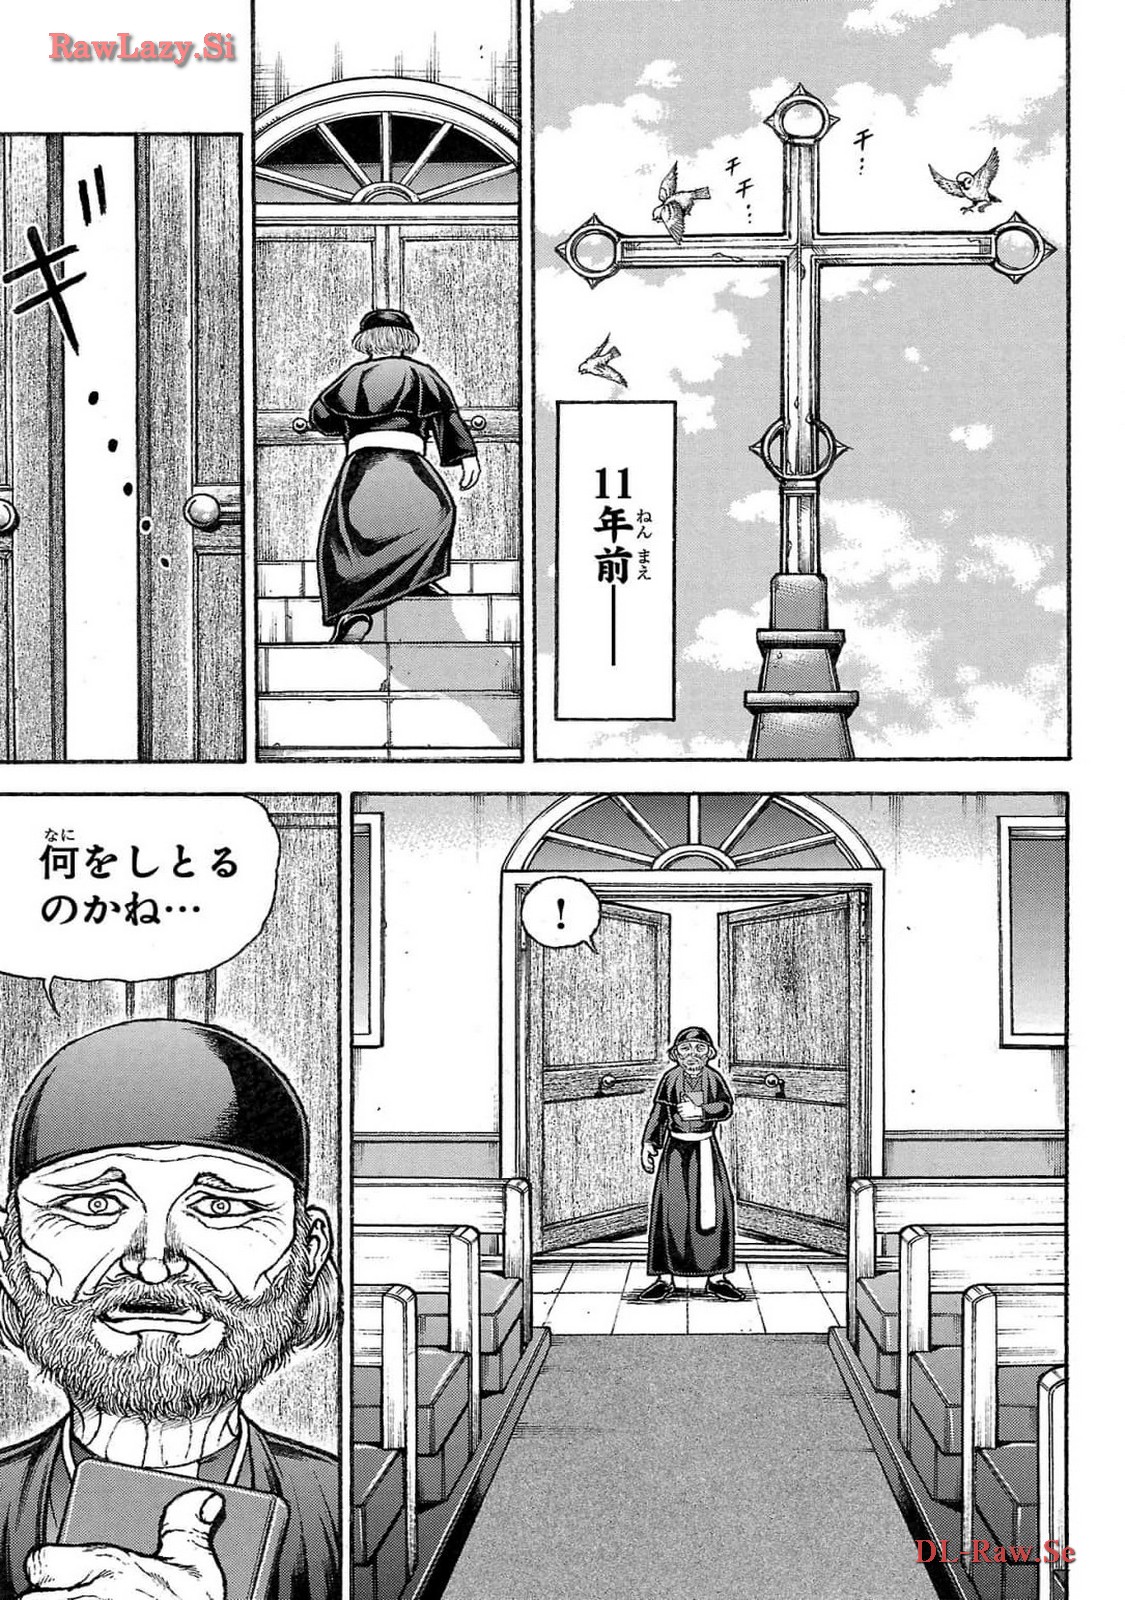 RawLazy.Si
チチ…
チ…
11年前――
ねんまえ
ギッ
!
何をしとる
なに
のかね…
DL-Raw.Se